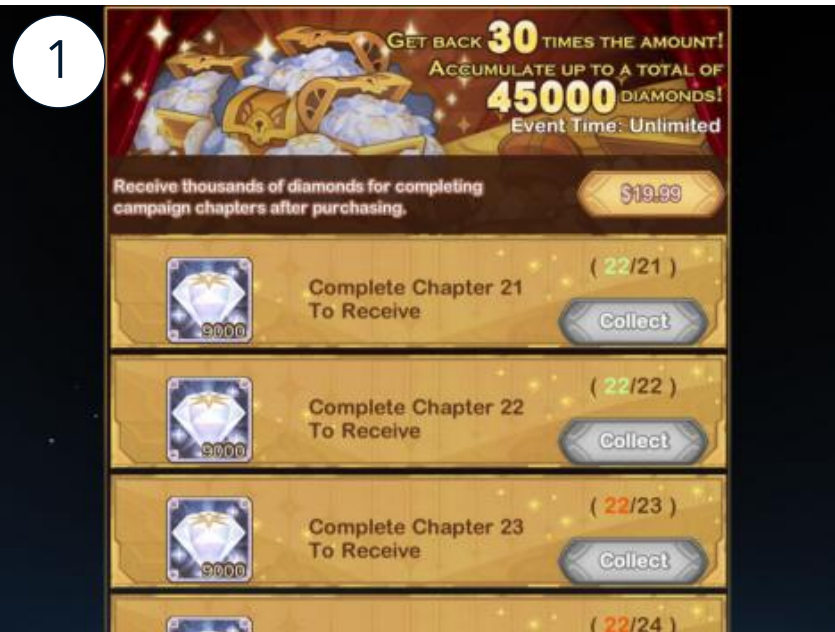 1
GET BACK 30 TIMES THE AMOUNT!
ACCUMULATE UP TO A TOTAL OF
45000 DIAMONDS!
Event Time: Unlimited
Receive thousands of diamonds for completing
campaign chapters after purchasing.
$19.99
( 22/21 )
Complete Chapter 21
To Receive
9000
Collect
( 22/22 )
Complete Chapter 22
To Receive
9000
Collect
( 22/23 )
Complete Chapter 23
To Receive
9000
Collect
( 22/24 )